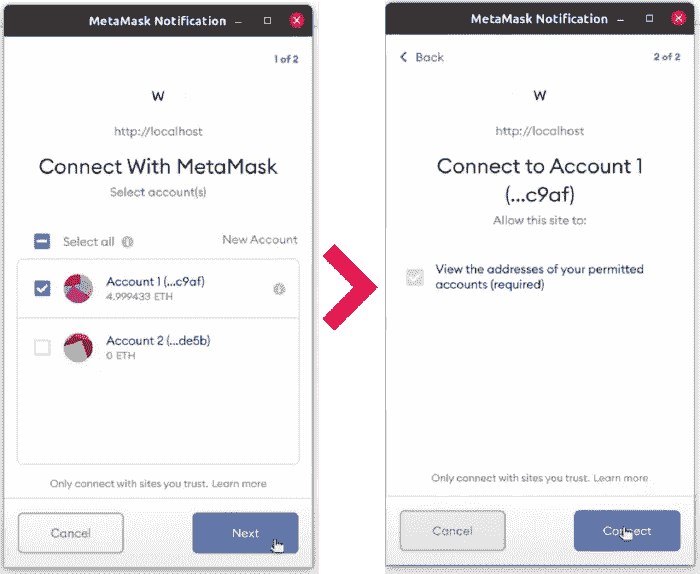 MetaMask Notification
1 of 2
W
http://localhost
Connect With MetaMask
Select account(s)
Select all
New Account
Account 1 (...c9af)
4.999433 ETH
Account 2 (...de5b)
0 ETH
Only connect with sites you trust. Learn more
Cancel
Next
MetaMask Notification
Back
2 of 2
W
http://localhost
Connect to Account 1
(...c9af)
Allow this site to:
View the addresses of your permitted
accounts (required)
Only connect with sites you trust. Learn more
Cancel
Connect